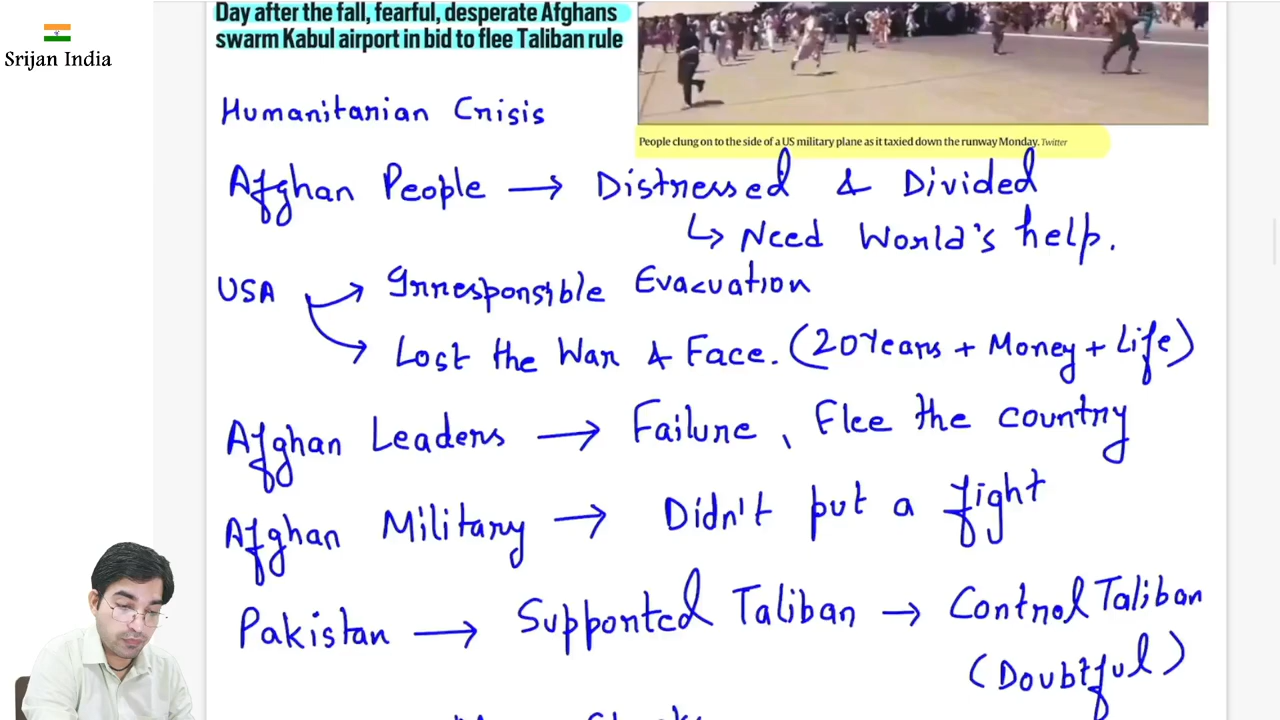 Srijan India
Day after the fall, fearful, desperate Afghans
swarm Kabul airport in bid to flee Taliban rule
People clung on to the side of a US military plane as it taxied down the runway Monday. Twitter
Humanitarian Crisis
Afghan People → Distressed & Divided
↳ Need World's help.
USA → Irresponsible Evacuation
→ Lost the War & Face. (20 Years + Money + Life)
Afghan Leaders → Failure, Flee the country
Afghan Military → Didn't put a fight
Pakistan → Supported Taliban → Control Taliban
(Doubtful)